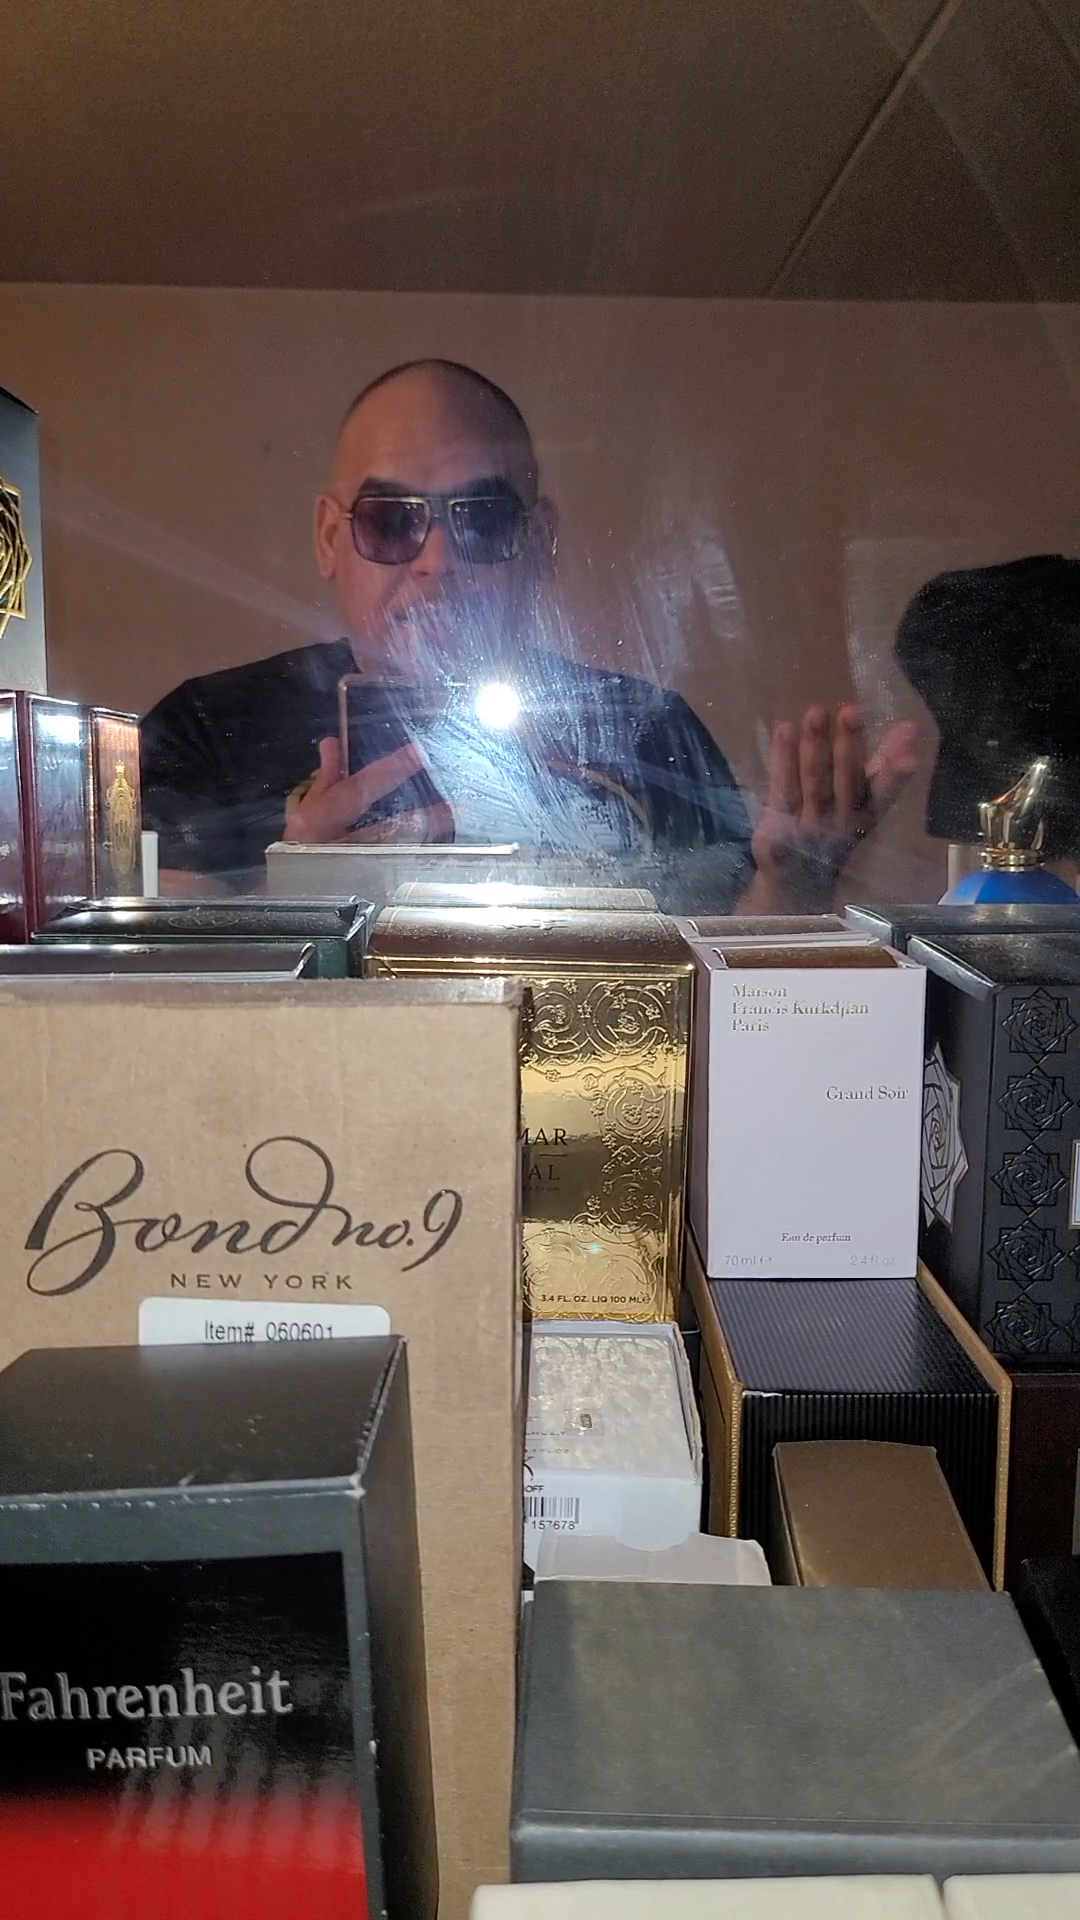 Maison
Francis Kurkdjian
Paris
Grand Soir
Eau de parfum
70 ml e 2.4 fl.oz.
MAR
AL
3.4 FL. OZ. LIQ 100 ML e
Bond no.9
NEW YORK
Item# 060601
OFF
157678
Fahrenheit
PARFUM